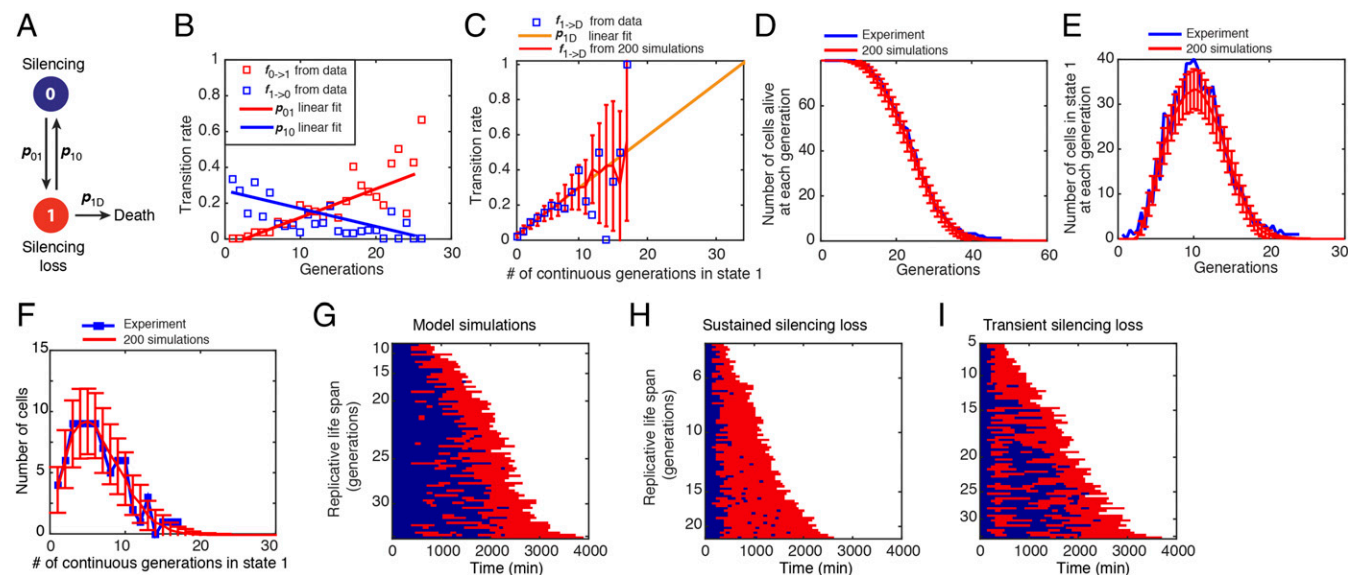 A
Silencing
0
p01
p10
1
p1D
Death
Silencing
loss
B
Transition rate
1
0.8
0.6
0.4
0.2
0
f0->1 from data
f1->0 from data
p01 linear fit
p10 linear fit
0
10
20
30
Generations
C
f1->D from data
p1D linear fit
f1->D from 200 simulations
Transition rate
1
0.8
0.6
0.4
0.2
0
0
10
20
30
# of continuous generations in state 1
D
Experiment
200 simulations
Number of cells alive
at each generation
60
40
20
0
0
20
40
60
Generations
E
Experiment
200 simulations
Number of cells in state 1
at each generation
40
30
20
10
0
0
10
20
30
Generations
F
Experiment
200 simulations
Number of cells
15
10
5
0
0
10
20
30
# of continuous generations in state 1
G
Model simulations
Replicative life span
(generations)
10
15
20
25
30
0
1000
2000
3000
4000
Time (min)
H
Sustained silencing loss
Replicative life span
(generations)
6
10
15
20
0
1000
2000
3000
4000
Time (min)
I
Transient silencing loss
5
10
15
20
25
30
0
1000
2000
3000
4000
Time (min)